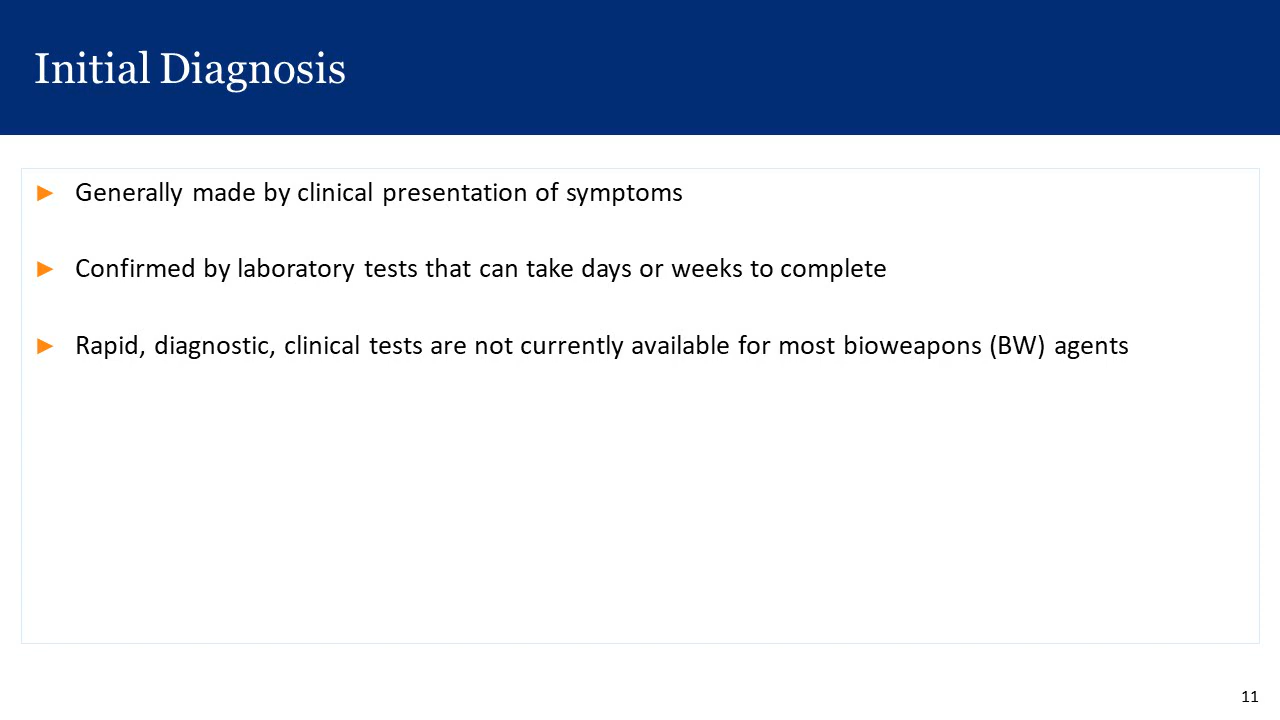 Initial Diagnosis
► Generally made by clinical presentation of symptoms
► Confirmed by laboratory tests that can take days or weeks to complete
► Rapid, diagnostic, clinical tests are not currently available for most bioweapons (BW) agents
11